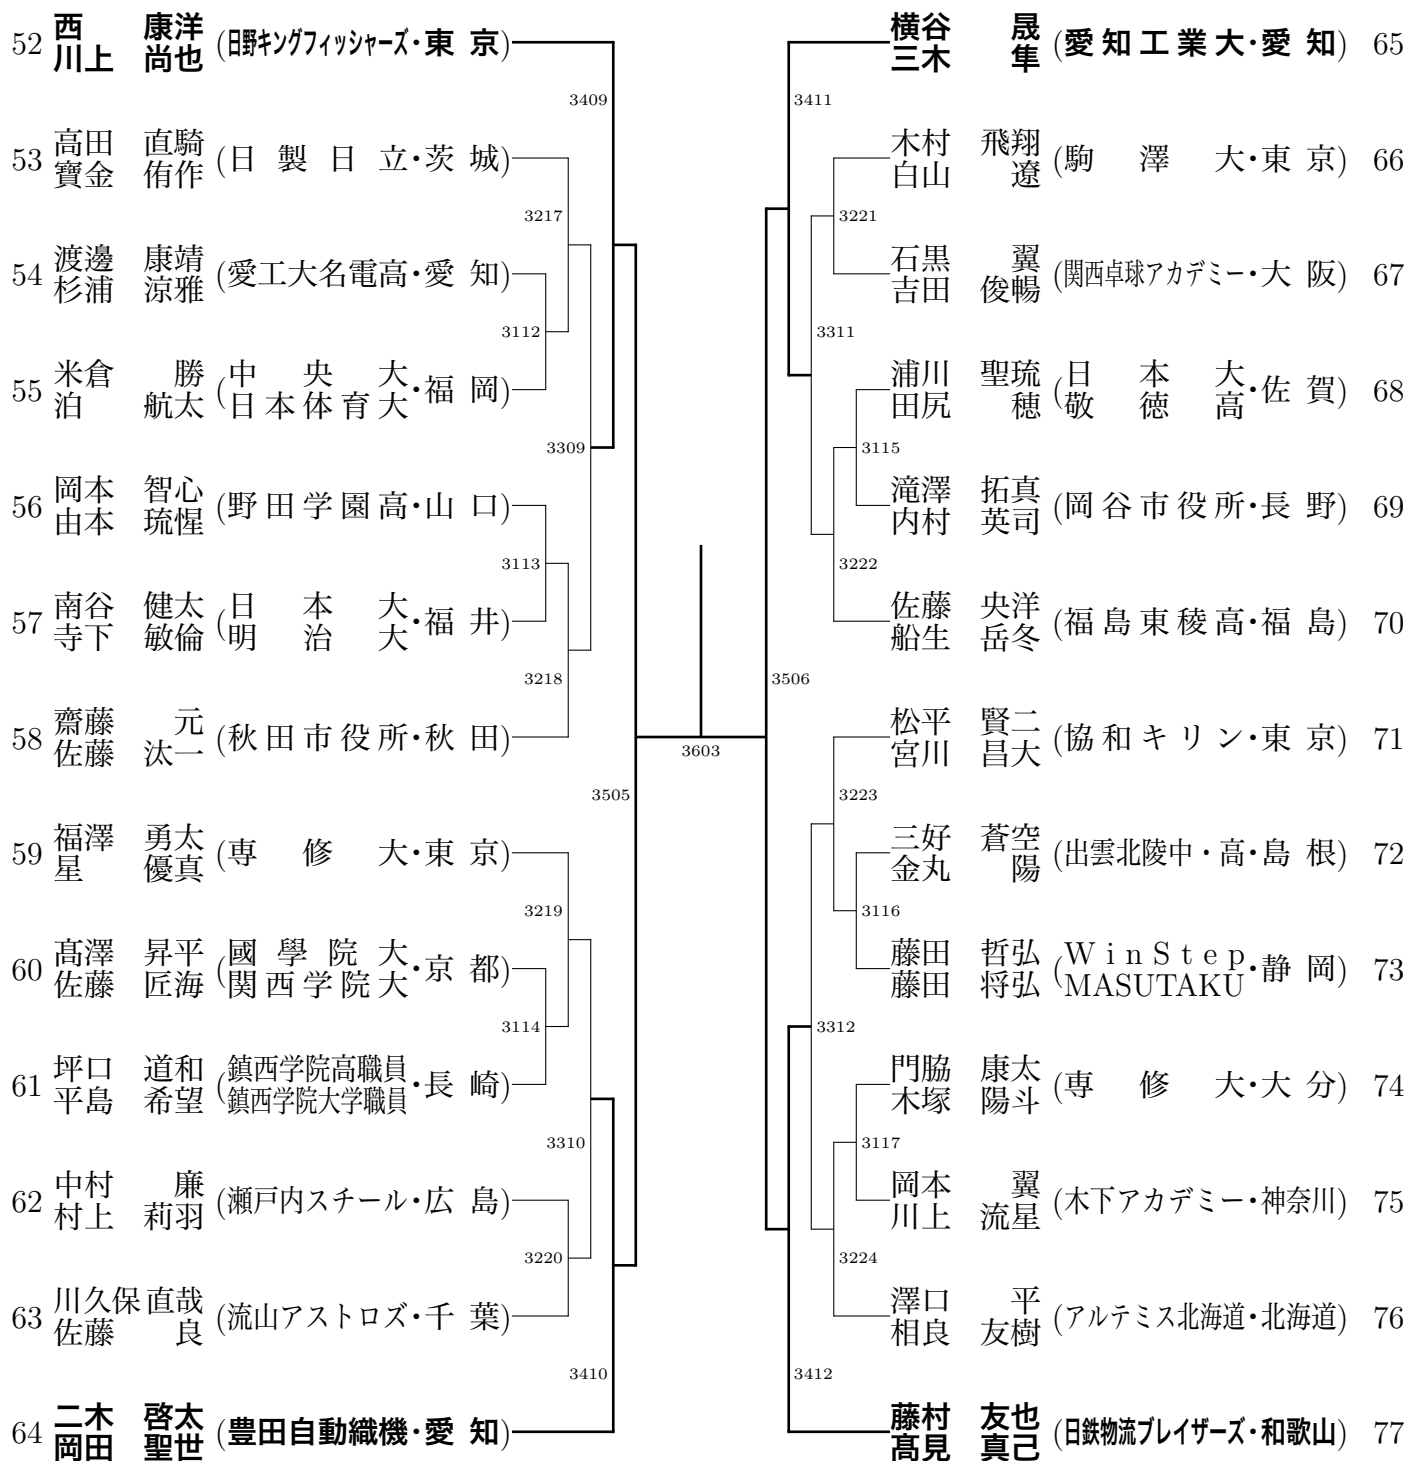 52 西 康洋 (日野キングフィッシャーズ・東 京)
川上 尚也
3409
53 高田 直騎 (日 製 日 立・茨 城)
寶金 侑作
3217
54 渡邊 康靖 (愛工大名電高・愛 知)
杉浦 涼雅
3112
55 米倉 勝 (中 央 大・福 岡)
泊 航太 日本体育大
3309
56 岡本 智心 (野田学園高・山 口)
由本 琉惺
3113
57 南谷 健太 (日 本 大・福 井)
寺下 敏倫 明 治 大
3218
58 齋藤 元 (秋田市役所・秋 田)
佐藤 汰一
3505
59 福澤 勇太 (専 修 大・東 京)
星 優真
3219
60 髙澤 昇平 (國 學 院 大・京 都)
佐藤 匠海 関西学院大
3114
61 坪口 道和 (鎮西学院高職員・長 崎)
平島 希望 鎮西学院大学職員
3310
62 中村 廉 (瀬戸内スチール・広 島)
村上 莉羽
3220
63 川久保直哉 (流山アストロズ・千 葉)
佐藤 良
3410
64 二木 啓太 (豊田自動織機・愛 知)
岡田 聖世
3603
横谷 晟 (愛知工業大・愛 知) 65
三木 隼
3411
木村 飛翔 (駒 澤 大・東 京) 66
白山 遼
3221
石黒 翼 (関西卓球アカデミー・大 阪) 67
吉田 俊暢
3311
浦川 聖琉 (日 本 大・佐 賀) 68
田尻 穂 敬 徳 高
3115
滝澤 拓真 (岡谷市役所・長 野) 69
内村 英司
3222
佐藤 央洋 (福島東稜高・福 島) 70
船生 岳冬
3506
松平 賢二 (協和キリン・東 京) 71
宮川 昌大
3223
三好 蒼空 (出雲北陵中・高・島 根) 72
金丸 陽
3116
藤田 哲弘 (WinStep・静 岡) 73
藤田 将弘 MASUTAKU
3312
門脇 康太 (専 修 大・大 分) 74
木塚 陽斗
3117
岡本 翼 (木下アカデミー・神奈川) 75
川上 流星
3224
澤口 平 (アルテミス北海道・北海道) 76
相良 友樹
3412
藤村 友也 (日鉄物流ブレイザーズ・和歌山) 77
髙見 真己